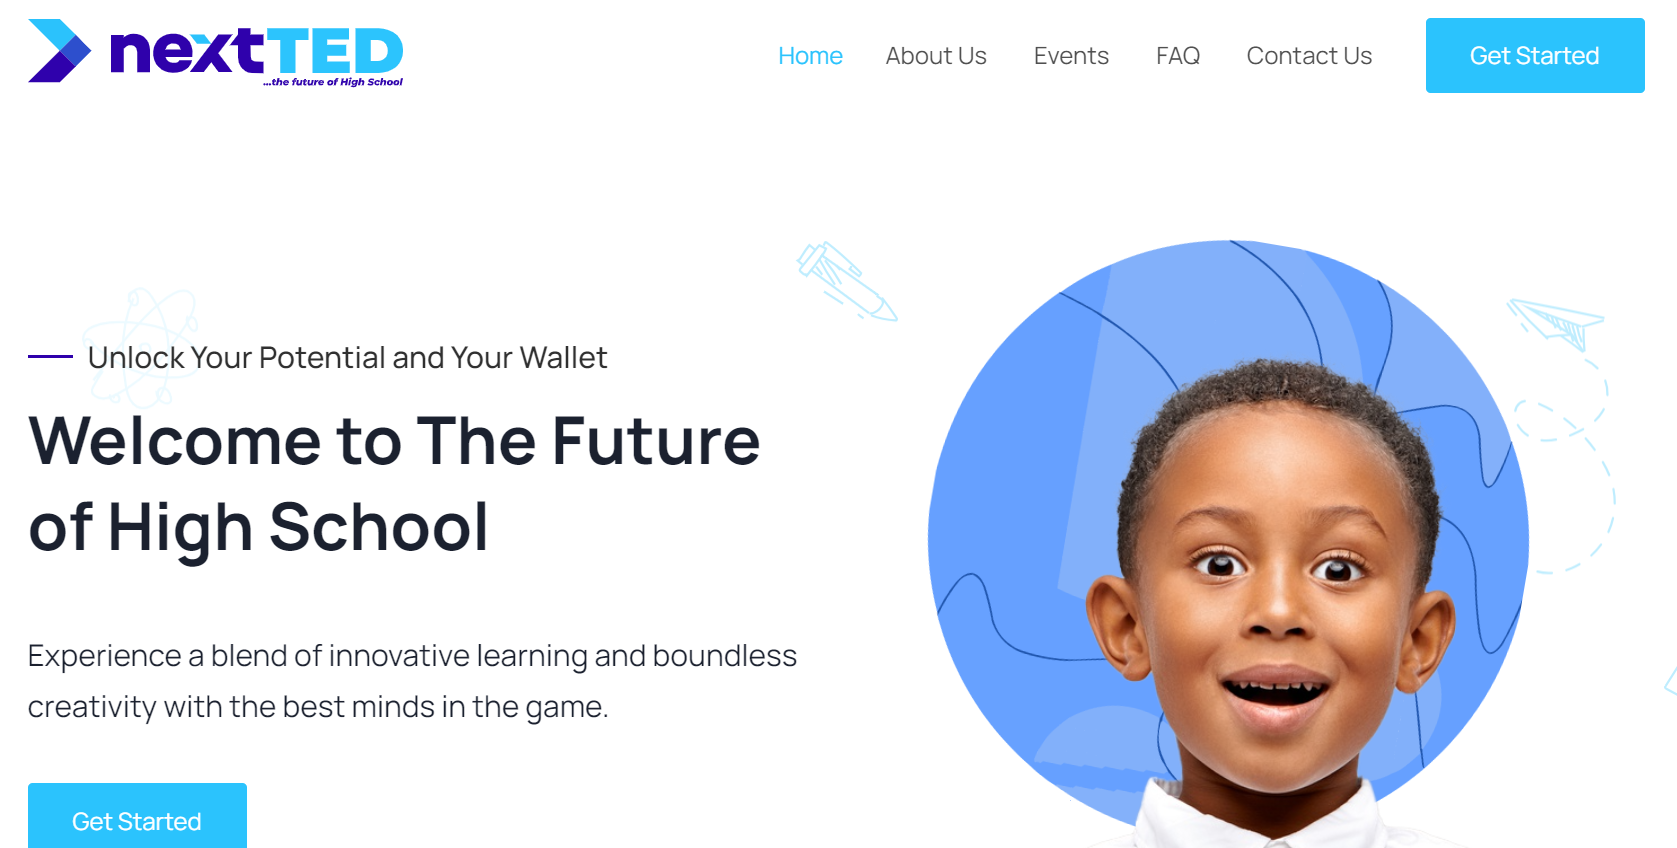 nextTED
...the future of High School
Home About Us Events FAQ Contact Us Get Started
Unlock Your Potential and Your Wallet
Welcome to The Future
of High School
Experience a blend of innovative learning and boundless
creativity with the best minds in the game.
Get Started